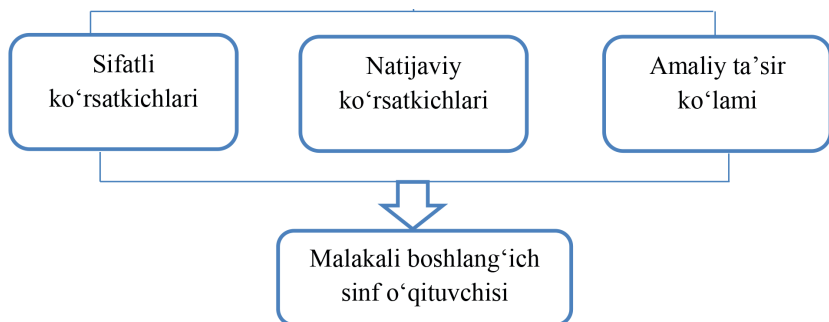 Sifatli
ko‘rsatkichlari
Natijaviy
ko‘rsatkichlari
Amaliy ta’sir
ko‘lami
Malakali boshlang‘ich
sinf o‘qituvchisi